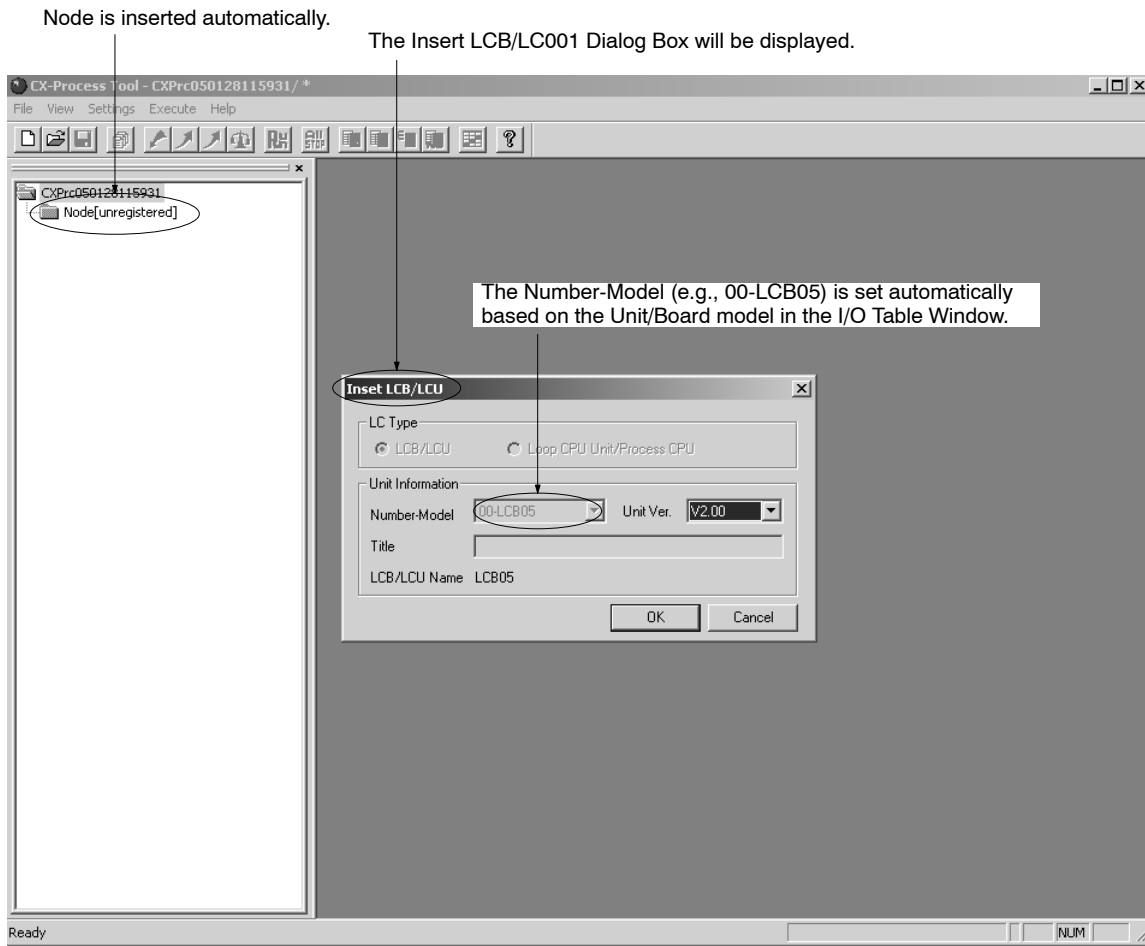 Node is inserted automatically.
The Insert LCB/LC001 Dialog Box will be displayed.
CX-Process Tool - CXPrc050128115931/ *
File View Settings Execute Help
CXPrc050128115931
Node[unregistered]
The Number-Model (e.g., 00-LCB05) is set automatically
based on the Unit/Board model in the I/O Table Window.
Inset LCB/LCU
LC Type
LCB/LCU Loop CPU Unit/Process CPU
Unit Information
Number-Model 00-LCB05 Unit Ver. V2.00
Title
LCB/LCU Name LCB05
OK Cancel
Ready NUM